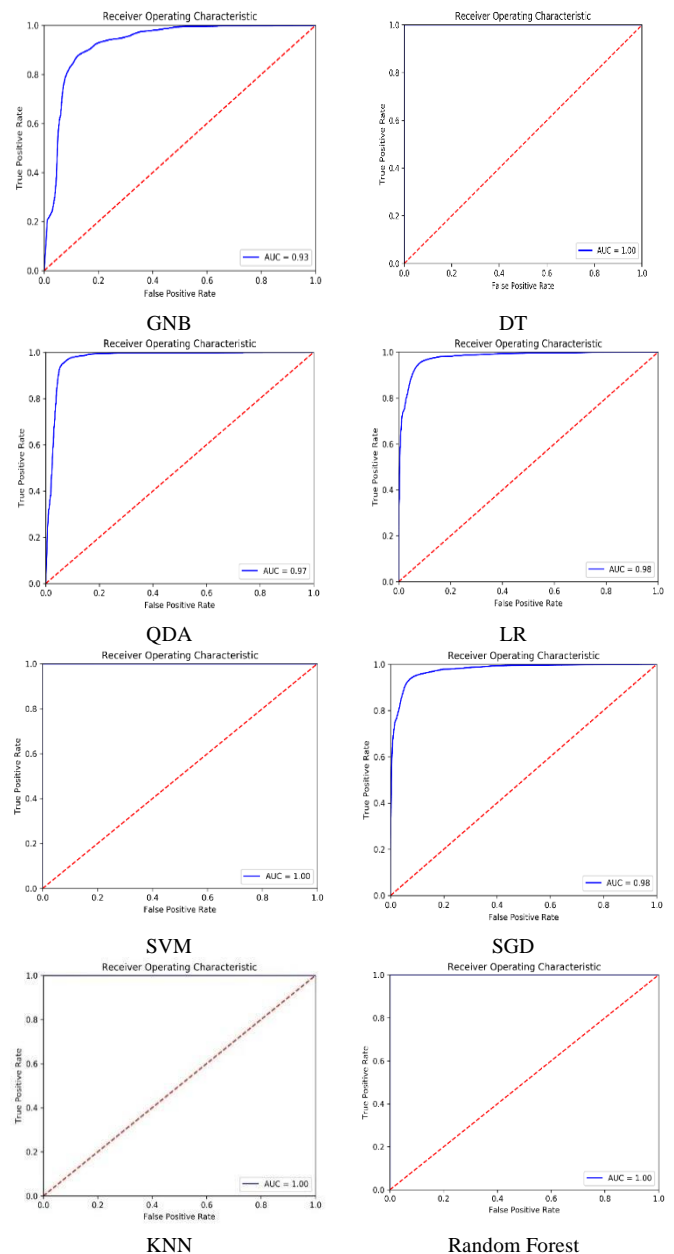 Receiver Operating Characteristic
True Positive Rate
1.0
0.8
0.6
0.4
0.2
0.0
0.0 0.2 0.4 0.6 0.8 1.0
AUC = 0.93
False Positive Rate
GNB
Receiver Operating Characteristic
True Positive Rate
1.0
0.8
0.6
0.4
0.2
0.0
0.2 0.4 0.6 0.8 1.0
AUC = 1.00
False Positive Rate
DT
Receiver Operating Characteristic
True Positive Rate
1.0
0.8
0.6
0.4
0.2
0.0
0.0 0.2 0.4 0.6 0.8 1.0
AUC = 0.97
False Positive Rate
QDA
Receiver Operating Characteristic
True Positive Rate
1.0
0.8
0.6
0.4
0.2
0.0
0.0 0.2 0.4 0.6 0.8 1.0
AUC = 0.98
False Positive Rate
LR
Receiver Operating Characteristic
True Positive Rate
1.0
0.8
0.6
0.4
0.2
0.0
0.0 0.2 0.4 0.6 0.8 1.0
AUC = 1.00
False Positive Rate
SVM
Receiver Operating Characteristic
True Positive Rate
1.0
0.8
0.6
0.4
0.2
0.0
0.0 0.2 0.4 0.6 0.8 1.0
AUC = 0.98
False Positive Rate
SGD
Receiver Operating Characteristic
True Positive Rate
1.0
0.8
0.6
0.4
0.2
0.0
0.0 0.2 0.4 0.6 0.8 1.0
AUC = 1.00
False Positive Rate
KNN
Receiver Operating Characteristic
True Positive Rate
1.0
0.8
0.6
0.4
0.2
0.0
0.0 0.2 0.4 0.6 0.8 1.0
AUC = 1.00
False Positive Rate
Random Forest